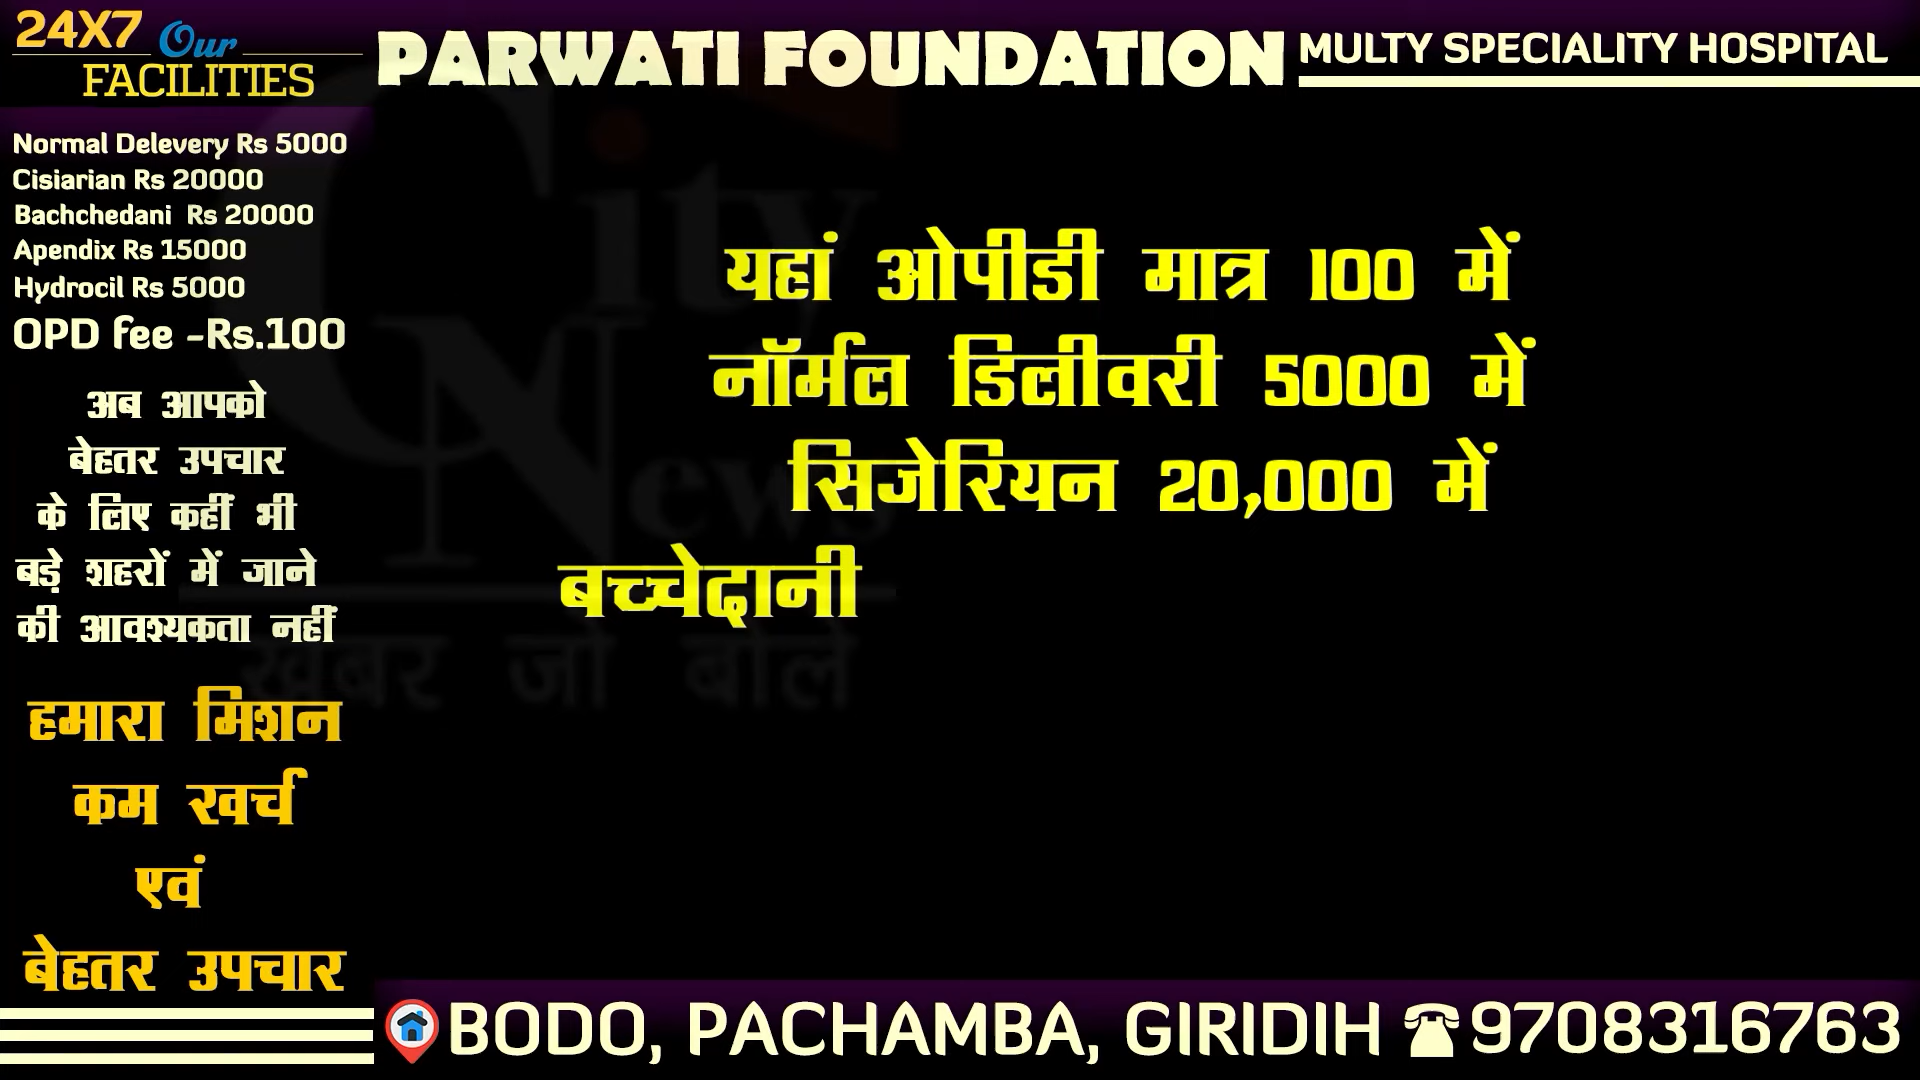 24X7 Our
FACILITIES
PARWATI FOUNDATION MULTY SPECIALITY HOSPITAL
Normal Delevery Rs 5000
Cisiarian Rs 20000
Bachchedani Rs 20000
Apendix Rs 15000
Hydrocil Rs 5000
OPD fee -Rs.100
अब आपको
बेहतर उपचार
के लिए कहीं भी
बड़े शहरों में जाने
की आवश्यकता नहीं
हमारा मिशन
कम खर्च
एवं
बेहतर उपचार
यहां ओपीडी मात्र 100 में
नॉर्मल डिलीवरी 5000 में
सिजेरियन 20,000 में
बच्चेदानी
City
News
खबर जो बोले
BODO, PACHAMBA, GIRIDIH ☎9708316763